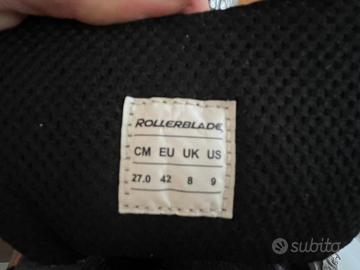 ROLLERBLADE
CM EU UK US
27.0 42 8 9
subito